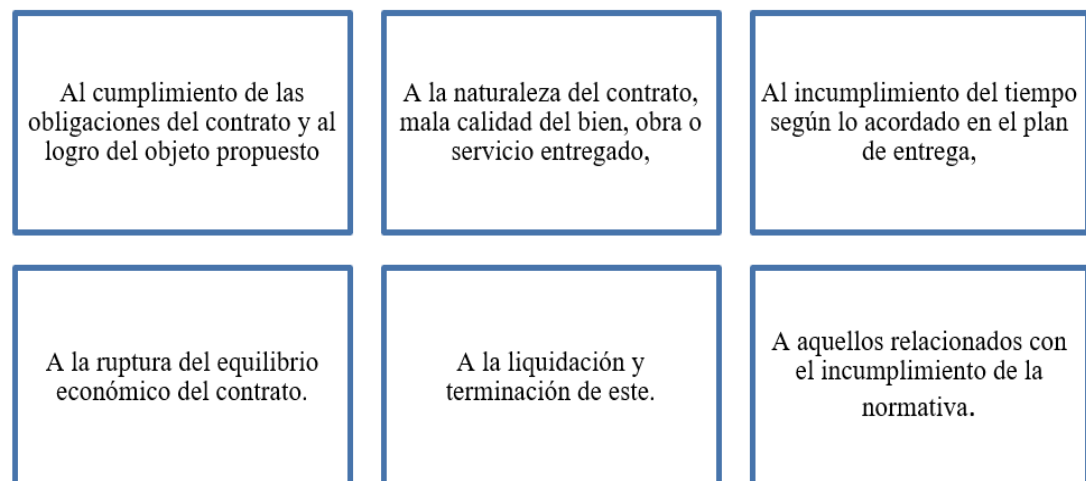 Al cumplimiento de las
obligaciones del contrato y al
logro del objeto propuesto
A la naturaleza del contrato,
mala calidad del bien, obra o
servicio entregado,
Al incumplimiento del tiempo
según lo acordado en el plan
de entrega,
A la ruptura del equilibrio
económico del contrato.
A la liquidación y
terminación de este.
A aquellos relacionados con
el incumplimiento de la
normativa.